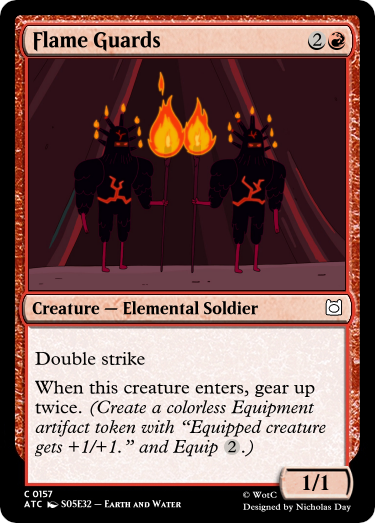 Flame Guards 2
Creature — Elemental Soldier
Double strike
When this creature enters, gear up
twice. (Create a colorless Equipment
artifact token with “Equipped creature
gets +1/+1.” and Equip 2.)
1/1
C 0157
ATC S05E32 – Earth and Water
© WotC
Designed by Nicholas Day